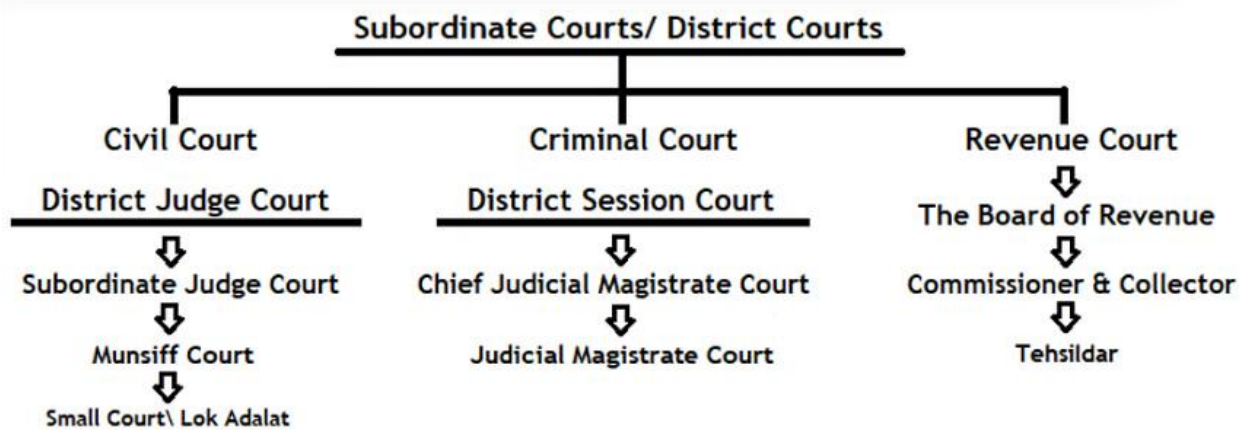 Subordinate Courts/ District Courts
Civil Court
District Judge Court
Subordinate Judge Court
Munsiff Court
Small Court\ Lok Adalat
Criminal Court
District Session Court
Chief Judicial Magistrate Court
Judicial Magistrate Court
Revenue Court
The Board of Revenue
Commissioner & Collector
Tehsildar